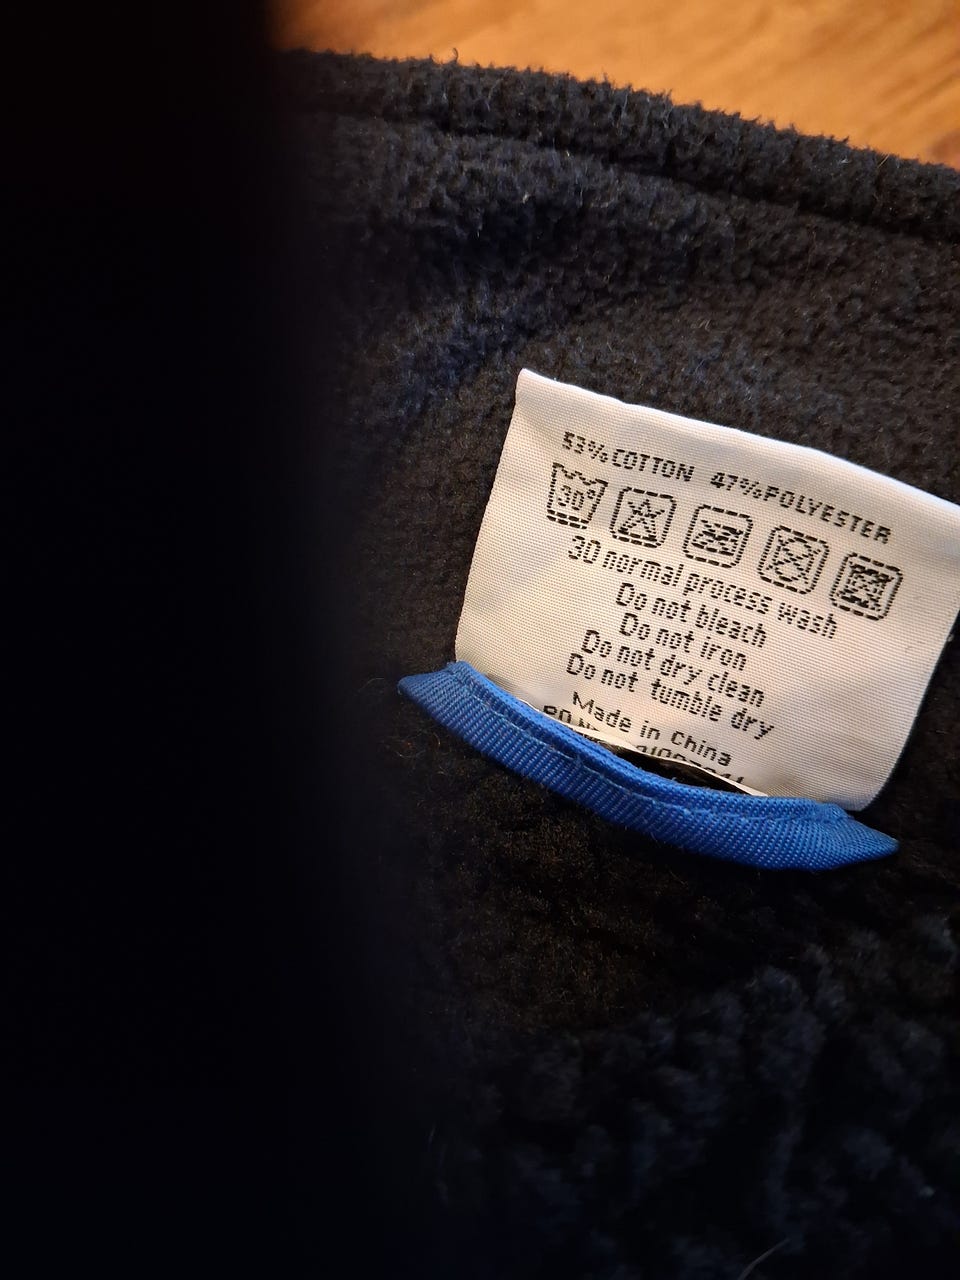 53%COTTON 47%POLYESTER
30°
30 normal process wash
Do not bleach
Do not iron
Do not dry clean
Do not tumble dry
Made in China